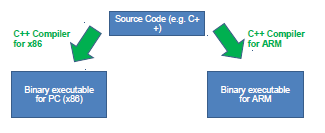 Source Code (e.g. C+
+)
C++ Compiler
for x86
C++ Compiler
for ARM
Binary executable
for PC (x86)
Binary executable
for ARM